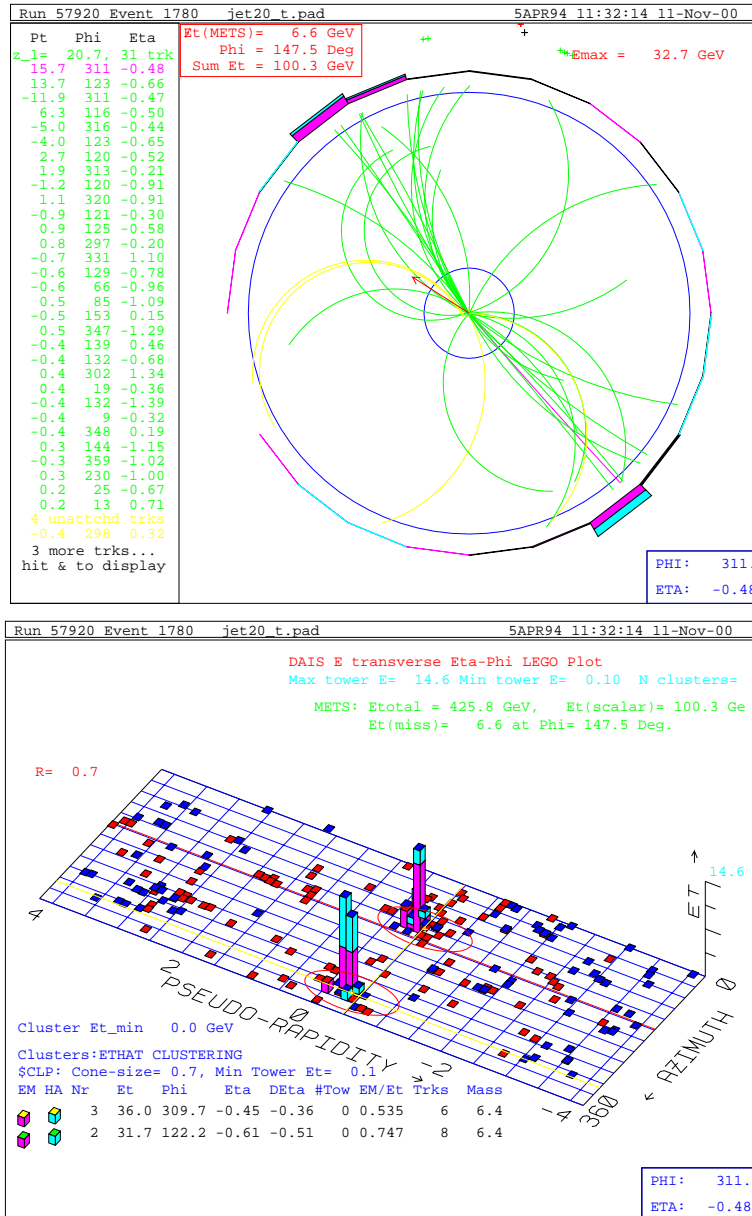 Run 57920 Event 1780 jet20_t.pad 5APR94 11:32:14 11-Nov-00
Pt Phi Eta
z_1= 20.7, 31 trk
15.7 311 -0.48
13.7 123 -0.66
-11.9 311 -0.47
6.3 116 -0.50
-5.0 316 -0.44
-4.0 123 -0.65
2.7 120 -0.52
1.9 313 -0.21
-1.2 120 -0.91
1.1 320 -0.91
-0.9 121 -0.30
0.9 125 -0.58
0.8 297 -0.20
-0.7 331 1.10
-0.6 129 -0.78
-0.6 66 -0.96
0.5 85 -1.09
-0.5 153 0.15
0.5 347 -1.29
-0.4 139 0.46
-0.4 132 -0.68
0.4 302 1.34
0.4 19 -0.36
-0.4 132 -1.39
-0.4 9 -0.32
-0.4 348 0.19
0.3 144 -1.15
-0.3 359 -1.02
0.3 230 -1.00
0.2 25 -0.67
0.2 13 0.71
4 unattchd trks
-0.4 298 0.32
3 more trks...
hit & to display
Et(METS)= 6.6 GeV
Phi = 147.5 Deg
Sum Et = 100.3 GeV
Emax = 32.7 GeV
PHI: 311.
ETA: -0.48
Run 57920 Event 1780 jet20_t.pad 5APR94 11:32:14 11-Nov-00
DAIS E transverse Eta-Phi LEGO Plot
Max tower E= 14.6 Min tower E= 0.10 N clusters=
METS: Etotal = 425.8 GeV, Et(scalar)= 100.3 Ge
Et(miss)= 6.6 at Phi= 147.5 Deg.
R= 0.7
14.6
ET →
4 2 0 -2 -4
PSEUDO-RAPIDITY →
0
← AZIMUTH
360
Cluster Et_min 0.0 GeV
Clusters:ETHAT CLUSTERING
$CLP: Cone-size= 0.7, Min Tower Et= 0.1
EM HA Nr Et Phi Eta DEta #Tow EM/Et Trks Mass
3 36.0 309.7 -0.45 -0.36 0 0.535 6 6.4
2 31.7 122.2 -0.61 -0.51 0 0.747 8 6.4
PHI: 311.
ETA: -0.48